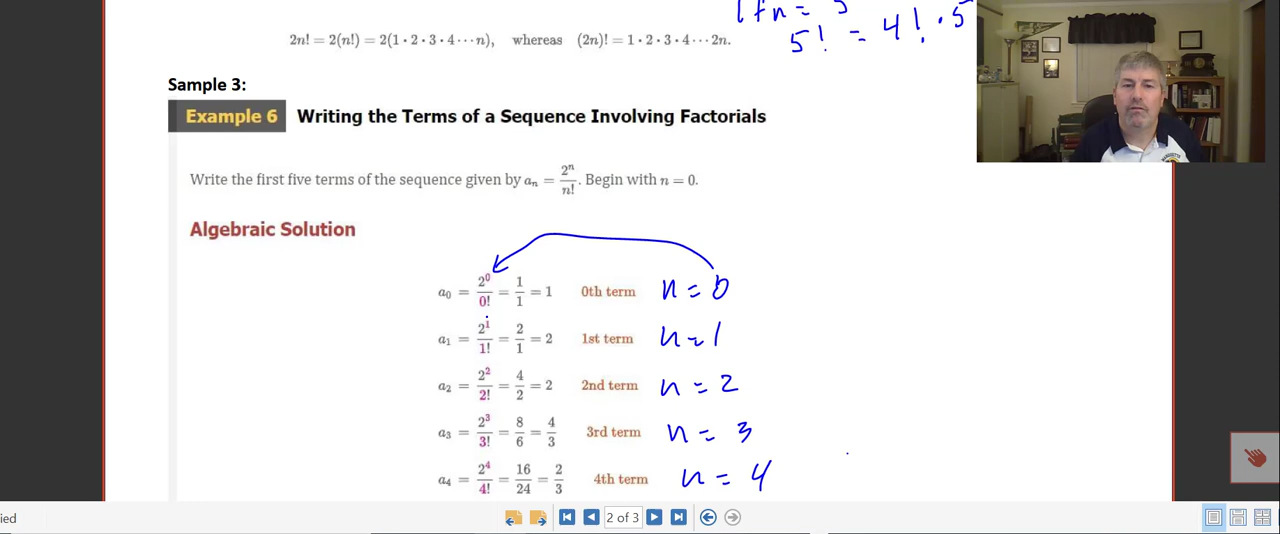 1+n =
5! = 4! · 5
2n! = 2(n!) = 2(1 · 2 · 3 · 4 ··· n), whereas (2n)! = 1 · 2 · 3 · 4 ··· 2n.
Sample 3:
Example 6 Writing the Terms of a Sequence Involving Factorials
Write the first five terms of the sequence given by aₙ = 2ⁿ/n!. Begin with n = 0.
Algebraic Solution
a₀ = 2⁰/0! = 1/1 = 1 0th term n = 0
a₁ = 2¹/1! = 2/1 = 2 1st term n = 1
a₂ = 2²/2! = 4/2 = 2 2nd term n = 2
a₃ = 2³/3! = 8/6 = 4/3 3rd term n = 3
a₄ = 2⁴/4! = 16/24 = 2/3 4th term n = 4
ied 2 of 3